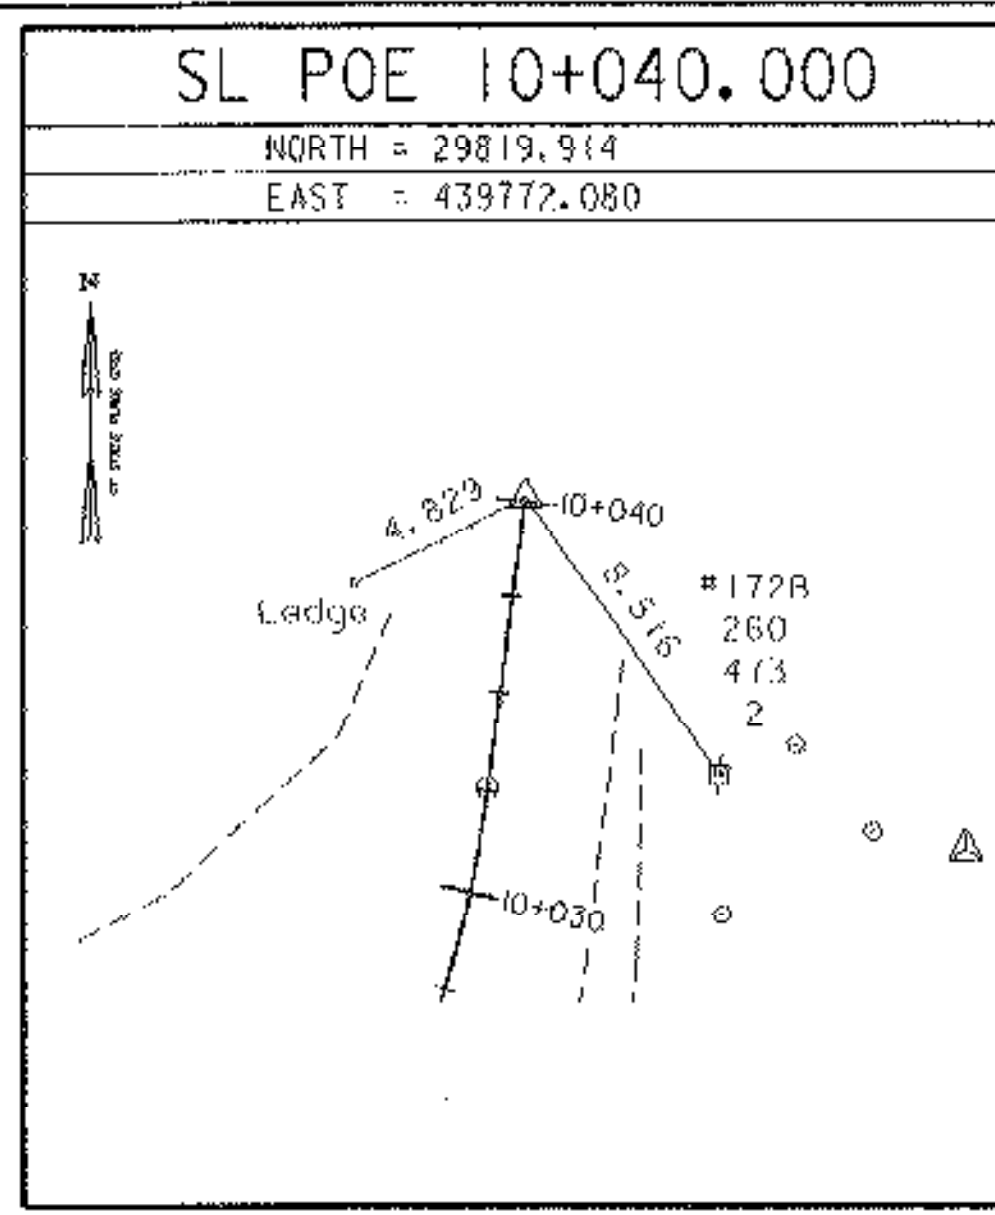 SL POE 10+040.000
NORTH = 29819.914
EAST = 439772.080
N
4.829
10+040
Ledge
#172B
260
2
10+030